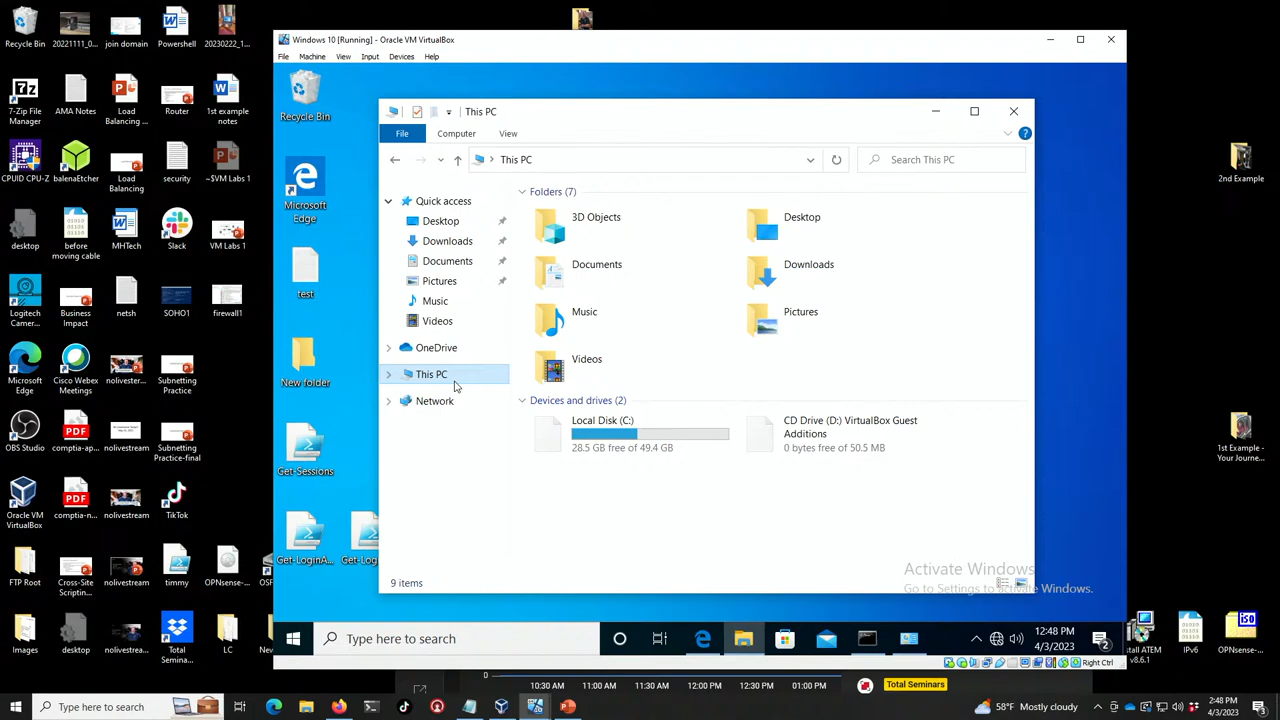 Recycle Bin
20221111_0...
join domain
Powershell
20230222_1...
7-Zip File
Manager
AMA Notes
Load
Balancing ...
Router
1st example
notes
CPUID CPU-Z
balenaEtcher
Load
Balancing
security
~$VM Labs 1
desktop
before
moving cable
MHTech
Slack
VM Labs 1
Logitech
Camer...
Business
Impact
netsh
SOHO1
firewall1
Microsoft
Edge
Cisco Webex
Meetings
nolivester...
Subnetting
Practice
OBS Studio
comptia-ap...
nolivestream
Subnetting
Practice-final
Oracle VM
VirtualBox
comptia-n...
nolivestream
TikTok
FTP Root
Cross-Site
Scriptin...
nolivestream
timmy
OPNsense-...
Images
desktop
nolivestrea...
Total
Semina...
LC
Windows 10 [Running] - Oracle VM VirtualBox
File Machine View Input Devices Help
Recycle Bin
Microsoft
Edge
test
New folder
Get-Sessions
Get-LoginA...
This PC
File Computer View
This PC
Search This PC
Quick access
Desktop
Downloads
Documents
Pictures
Music
Videos
OneDrive
This PC
Network
Folders (7)
3D Objects
Desktop
Documents
Downloads
Music
Pictures
Videos
Devices and drives (2)
Local Disk (C:)
28.5 GB free of 49.4 GB
CD Drive (D:) VirtualBox Guest
Additions
0 bytes free of 50.5 MB
9 items
Activate Windows
Go to Settings to activate Windows.
Type here to search
12:48 PM
4/3/2023
2
Right Ctrl
2nd Example
1st Example -
Your Journe...
v8.6.1
IPv6
ISO
OPNsense-...
0
10:30 AM 11:00 AM 11:30 AM 12:00 PM 12:30 PM 01:00 PM
Total Seminars
Type here to search
58°F Mostly cloudy
2:48 PM
4/3/2023